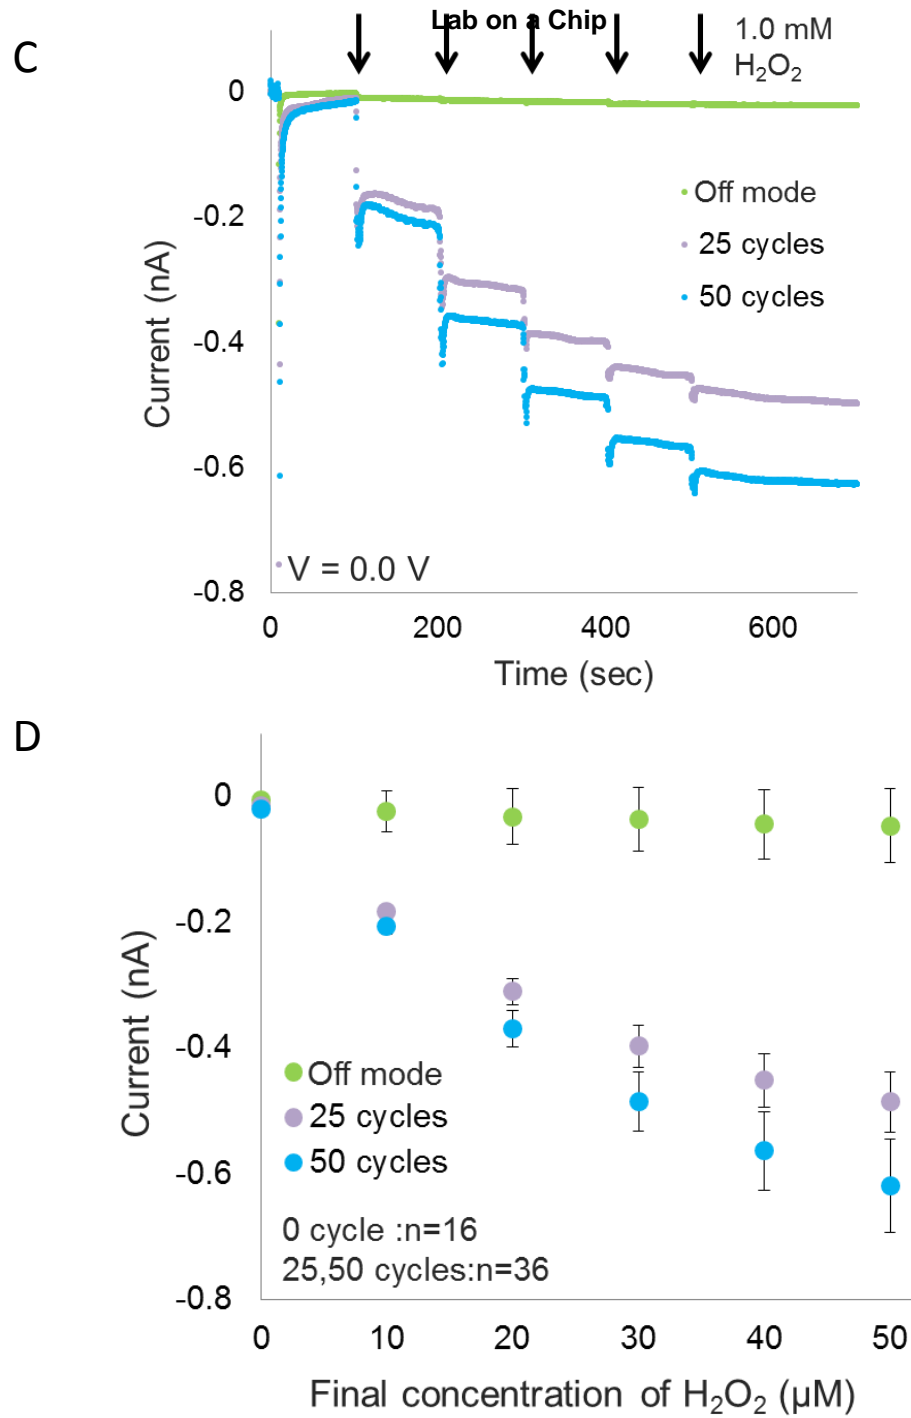 Lab on a Chip
C
1.0 mM
H₂O₂
0
-0.2
-0.4
-0.6
-0.8
Current (nA)
Off mode
25 cycles
50 cycles
V = 0.0 V
0 200 400 600
Time (sec)
D
0
-0.2
-0.4
-0.6
-0.8
Current (nA)
Off mode
25 cycles
50 cycles
0 cycle :n=16
25,50 cycles:n=36
0 10 20 30 40 50
Final concentration of H₂O₂ (μM)